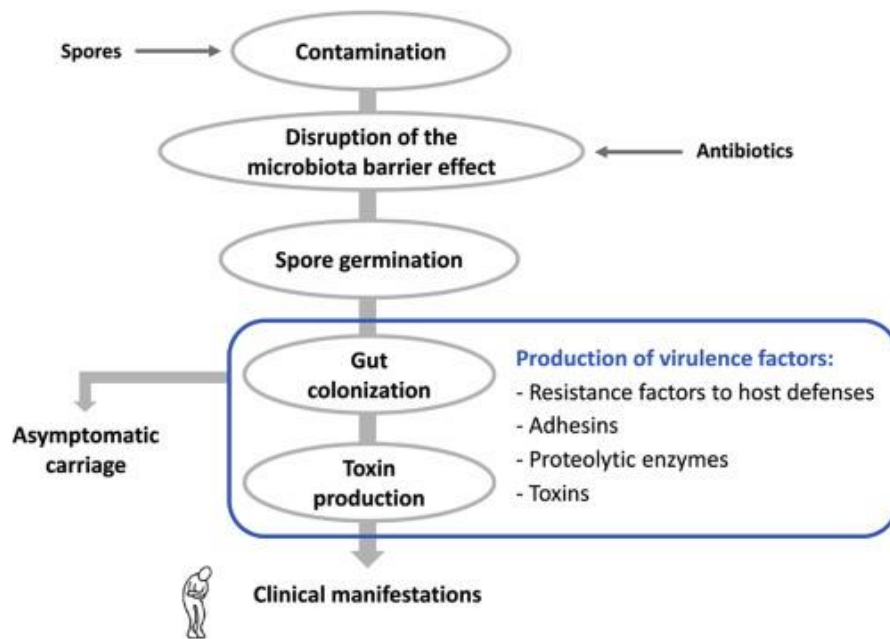 Spores
Contamination
Disruption of the
microbiota barrier effect
Antibiotics
Spore germination
Gut
colonization
Production of virulence factors:
- Resistance factors to host defenses
- Adhesins
- Proteolytic enzymes
- Toxins
Asymptomatic
carriage
Toxin
production
Clinical manifestations